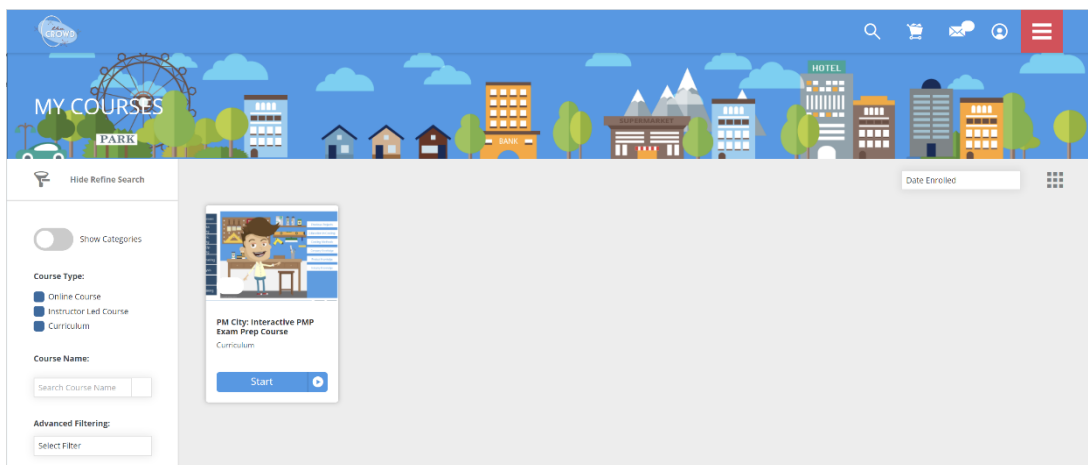 CROWD
HOTEL
MY COURSES
PARK
SUPERMARKET
BANK
Hide Refine Search
Date Enrolled
Show Categories
Course Type:
Online Course
Instructor Led Course
Curriculum
Course Name:
Search Course Name
Advanced Filtering:
Select Filter
PM City: Interactive PMP
Exam Prep Course
Curriculum
Start